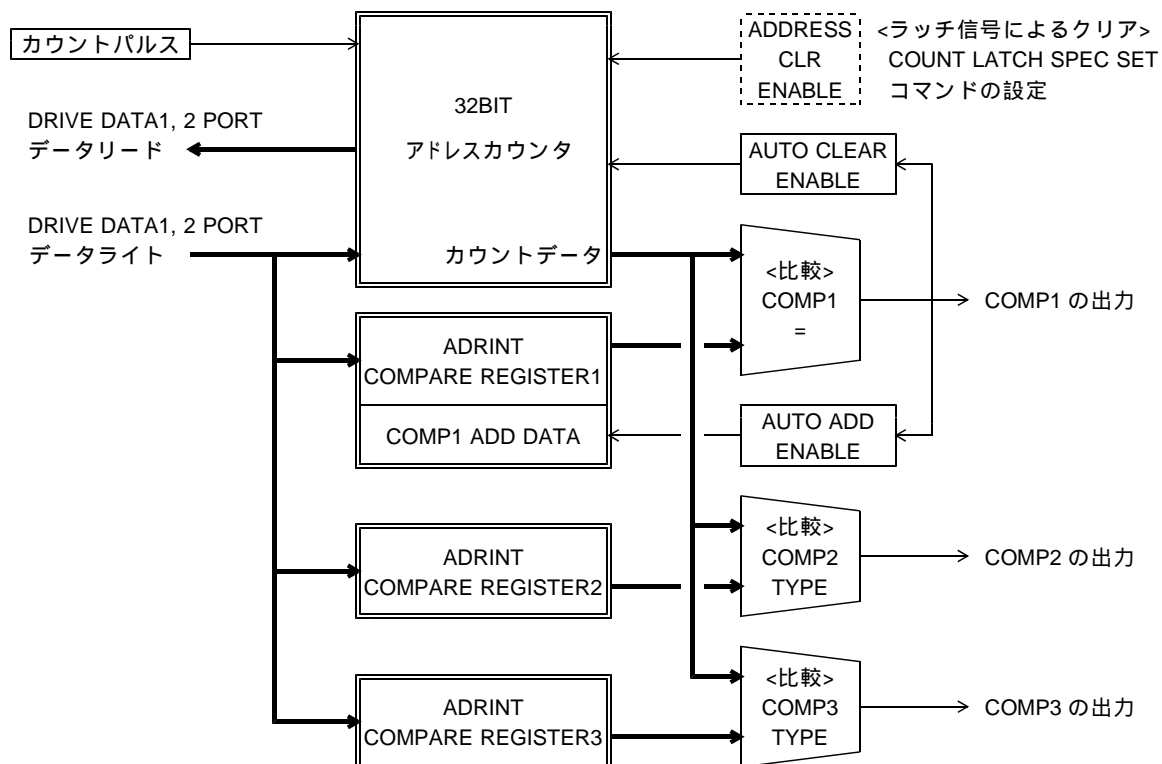 カウントパルス
32BIT
アドレスカウンタ
カウントデータ
ADDRESS
CLR
ENABLE
<ラッチ信号によるクリア>
COUNT LATCH SPEC SET
コマンドの設定
DRIVE DATA1, 2 PORT
データリード
AUTO CLEAR
ENABLE
DRIVE DATA1, 2 PORT
データライト
<比較>
COMP1
=
COMP1 の出力
ADRINT
COMPARE REGISTER1
COMP1 ADD DATA
AUTO ADD
ENABLE
ADRINT
COMPARE REGISTER2
<比較>
COMP2
TYPE
COMP2 の出力
ADRINT
COMPARE REGISTER3
<比較>
COMP3
TYPE
COMP3 の出力